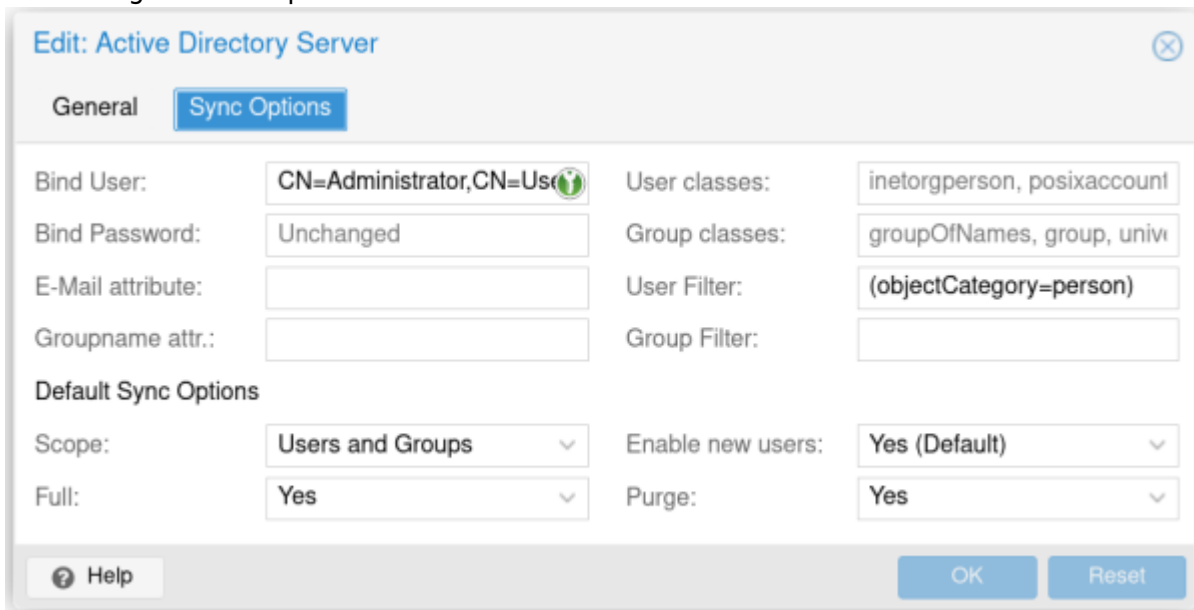 Edit: Active Directory Server
General Sync Options
Bind User: CN=Administrator,CN=Use User classes: inetorgperson, posixaccount
Bind Password: Unchanged Group classes: groupOfNames, group, unive
E-Mail attribute: User Filter: (objectCategory=person)
Groupname attr.: Group Filter:
Default Sync Options
Scope: Users and Groups Enable new users: Yes (Default)
Full: Yes Purge: Yes
Help OK Reset